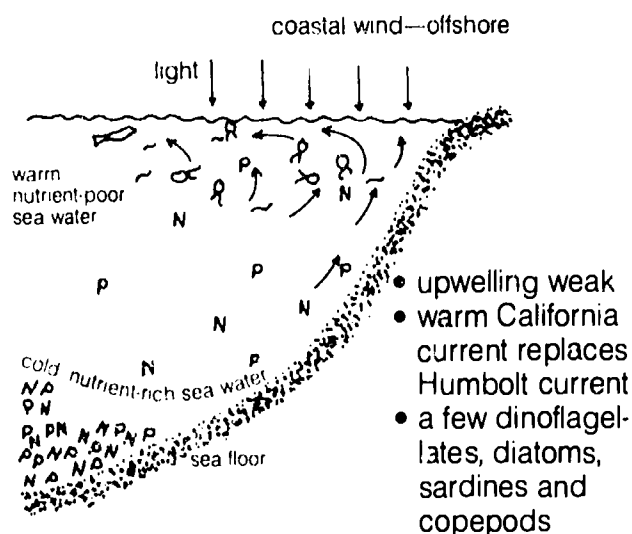 coastal wind—offshore
light
warm
nutrient-poor
sea water
P
N
N
P
P
P
N
N
N
P
cold nutrient-rich sea water
N P
P N
P P N
N N P
P N P N
P P N
N P
N
sea floor
• upwelling weak
• warm California
current replaces
Humbolt current
• a few dinoflagel-
lates, diatoms,
sardines and
copepods